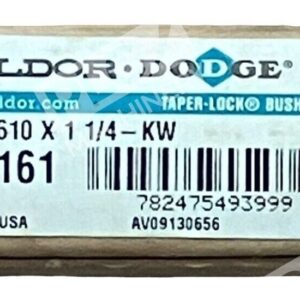 LDOR·DODGE®
ldor.com TAPER-LOCK® BUSH
610 X 1 1/4-KW
161
782475493999
USA AV09130656